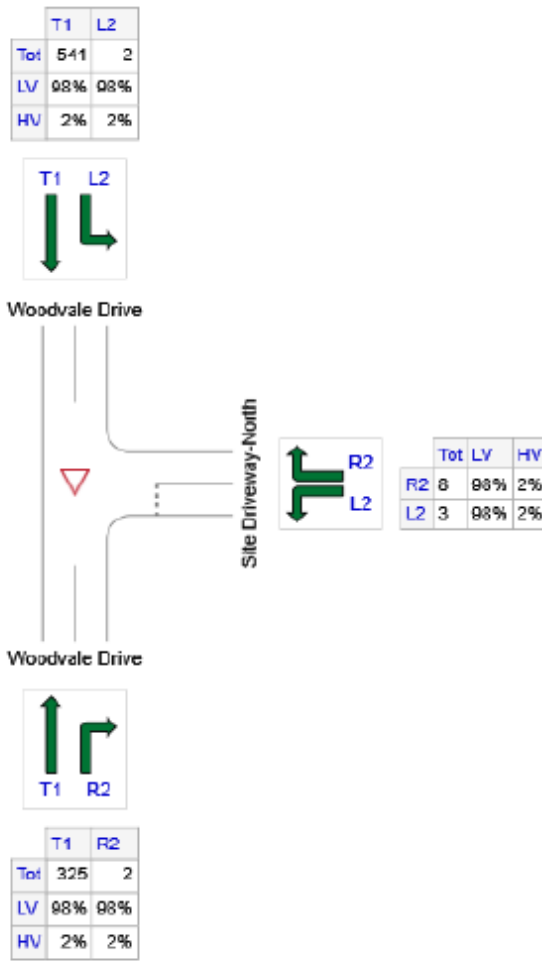 T1 L2
Tot 541 2
LV 98% 98%
HV 2% 2%
T1 L2
Woodvale Drive
Site Driveway-North
R2
L2
Tot LV HV
R2 8 98% 2%
L2 3 98% 2%
Woodvale Drive
T1 R2
T1 R2
Tot 325 2
LV 98% 98%
HV 2% 2%